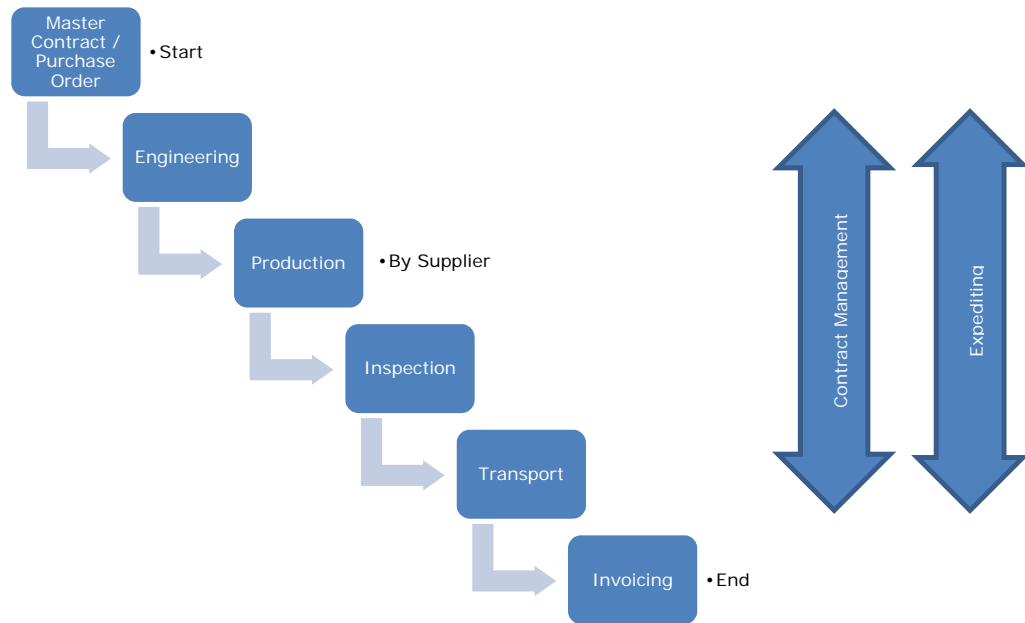 Master
Contract /
Purchase
Order
•Start
Engineering
Production
•By Supplier
Inspection
Transport
Invoicing
•End
Contract Management
Expediting